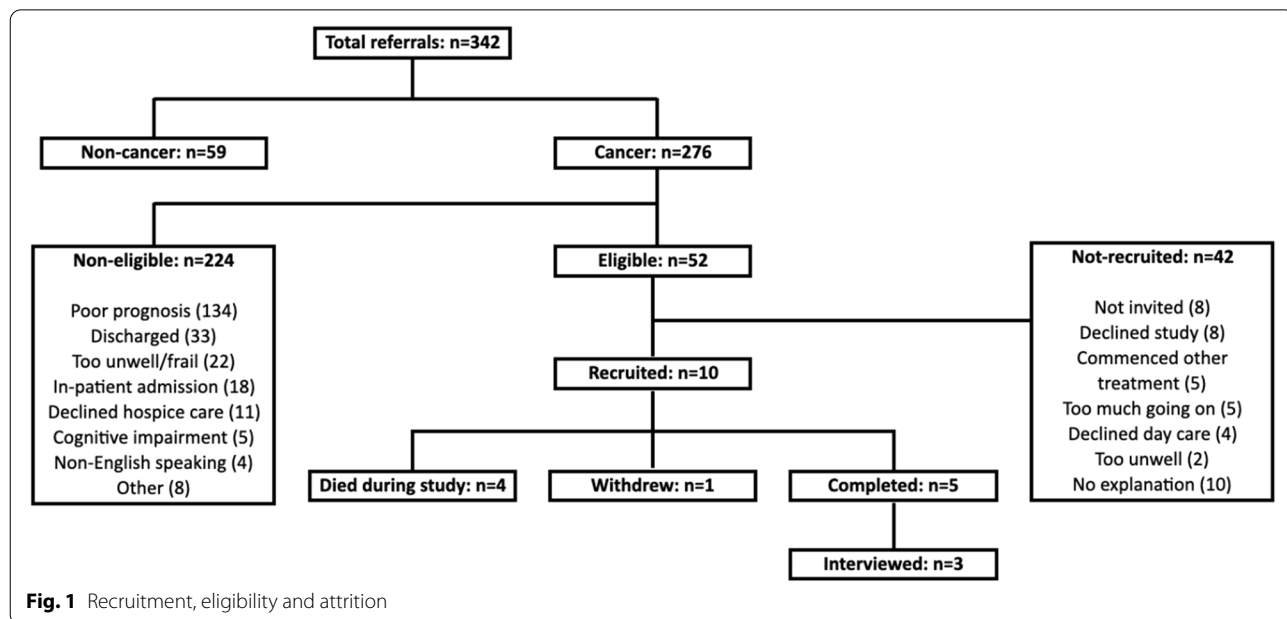 Total referrals: n=342
Non-cancer: n=59
Cancer: n=276
Non-eligible: n=224
Poor prognosis (134)
Discharged (33)
Too unwell/frail (22)
In-patient admission (18)
Declined hospice care (11)
Cognitive impairment (5)
Non-English speaking (4)
Other (8)
Eligible: n=52
Not-recruited: n=42
Not invited (8)
Declined study (8)
Commenced other
treatment (5)
Too much going on (5)
Declined day care (4)
Too unwell (2)
No explanation (10)
Recruited: n=10
Died during study: n=4
Withdrew: n=1
Completed: n=5
Interviewed: n=3
Fig. 1 Recruitment, eligibility and attrition